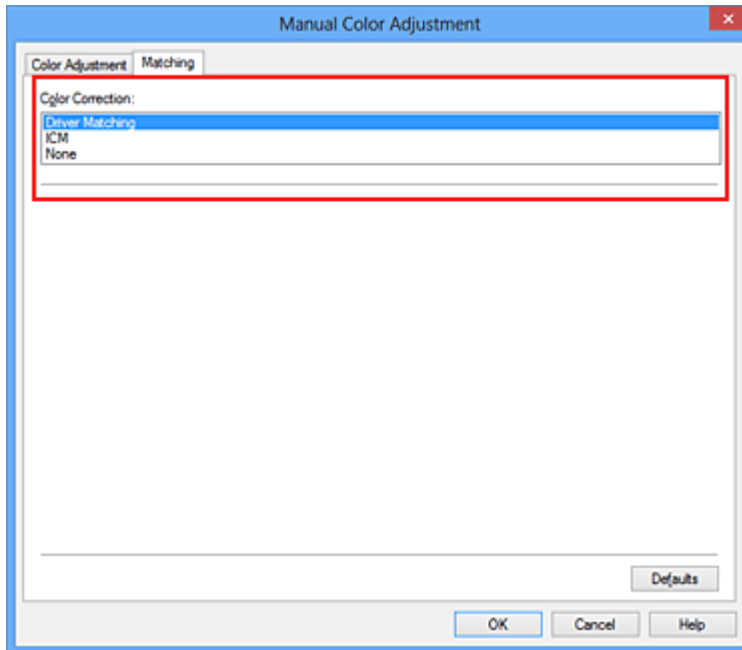 Manual Color Adjustment
Color Adjustment Matching
Color Correction:
Driver Matching
ICM
None
Defaults
OK Cancel Help